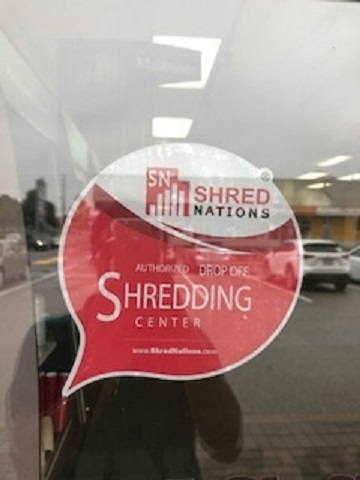 SN
SHRED
NATIONS
AUTHORIZED DROP OFF
SHREDDING
CENTER
www.ShredNations.com